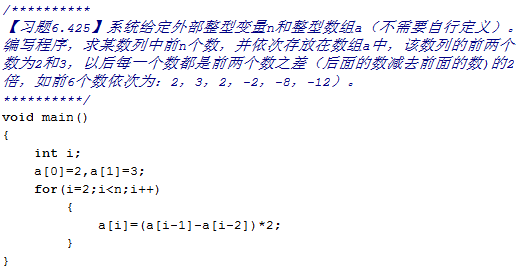 /**********
【习题6.425】系统给定外部整型变量n和整型数组a（不需要自行定义）。
编写程序，求某数列中前n个数，并依次存放在数组a中，该数列的前两个
数为2和3，以后每一个数都是前两个数之差（后面的数减去前面的数)的2
倍，如前6个数依次为：2，3，2，-2，-8，-12）。
**********/
void main()
{
    int i;
    a[0]=2,a[1]=3;
    for(i=2;i<n;i++)
        {
            a[i]=(a[i-1]-a[i-2])*2;
        }
}